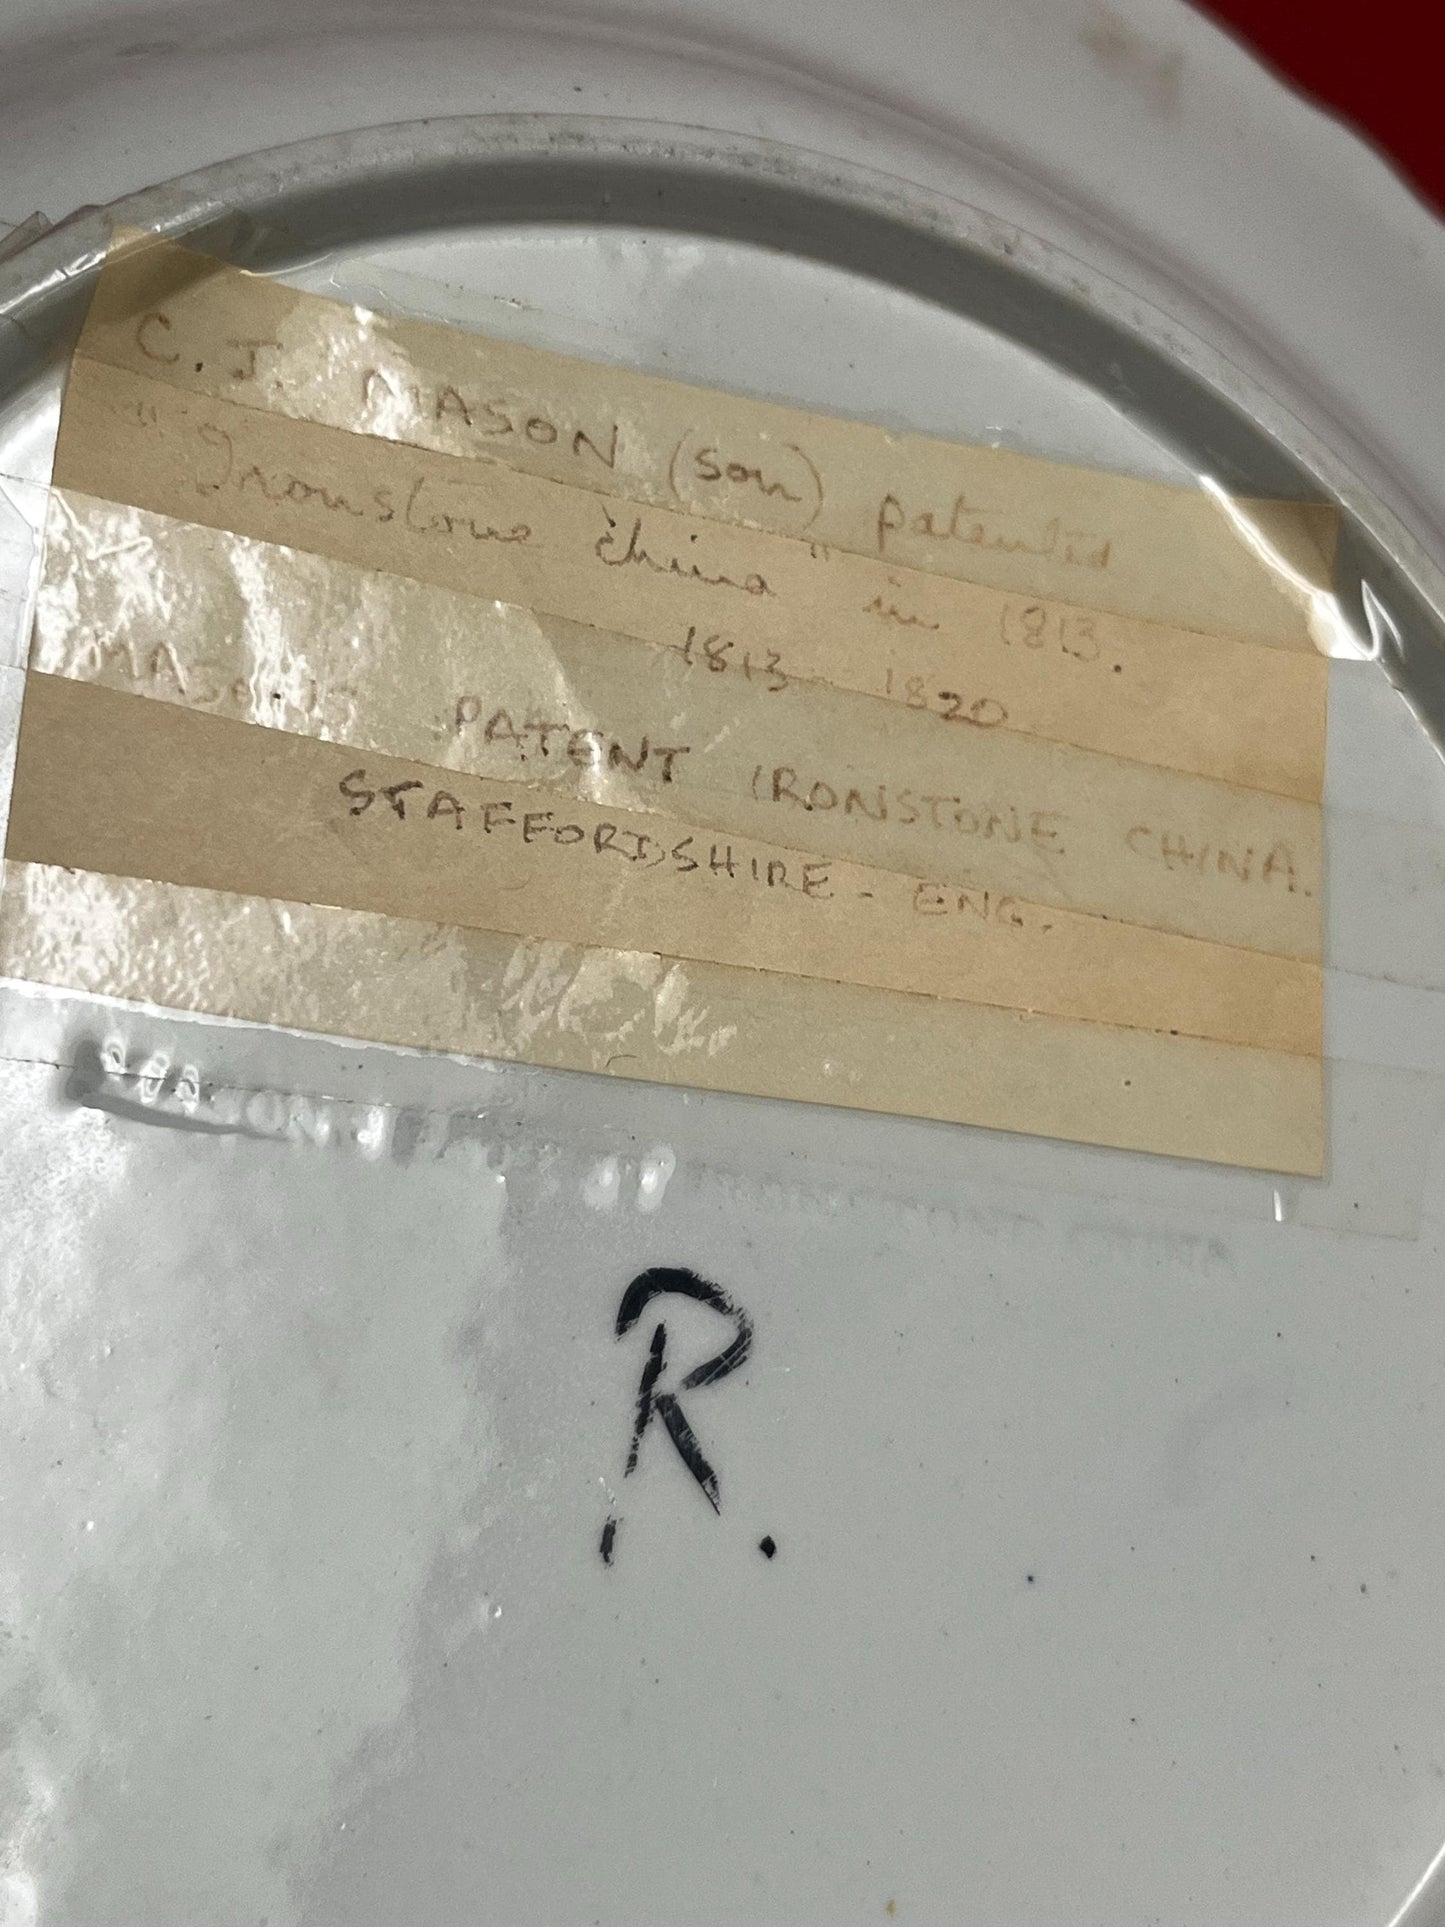 C. J. MASON (son) patented
"Ironstone china" in 1813.
1813 - 1820
MASON'S PATENT IRONSTONE CHINA.
STAFFORDSHIRE - ENG.
R.